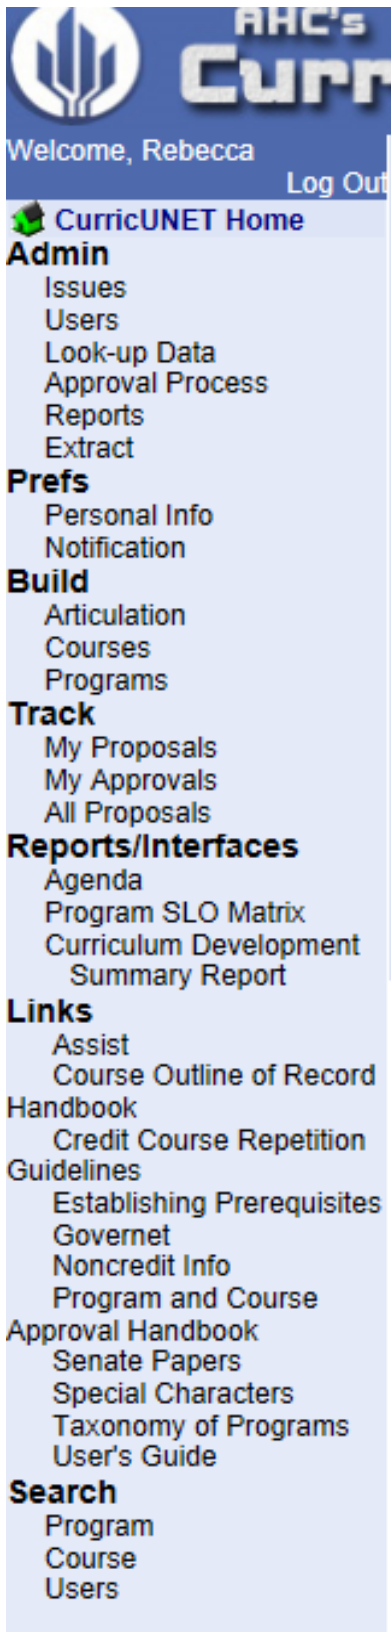 AHC's
Curr
Welcome, Rebecca
Log Out
CurricUNET Home
Admin
Issues
Users
Look-up Data
Approval Process
Reports
Extract
Prefs
Personal Info
Notification
Build
Articulation
Courses
Programs
Track
My Proposals
My Approvals
All Proposals
Reports/Interfaces
Agenda
Program SLO Matrix
Curriculum Development
Summary Report
Links
Assist
Course Outline of Record
Handbook
Credit Course Repetition
Guidelines
Establishing Prerequisites
Governet
Noncredit Info
Program and Course
Approval Handbook
Senate Papers
Special Characters
Taxonomy of Programs
User's Guide
Search
Program
Course
Users